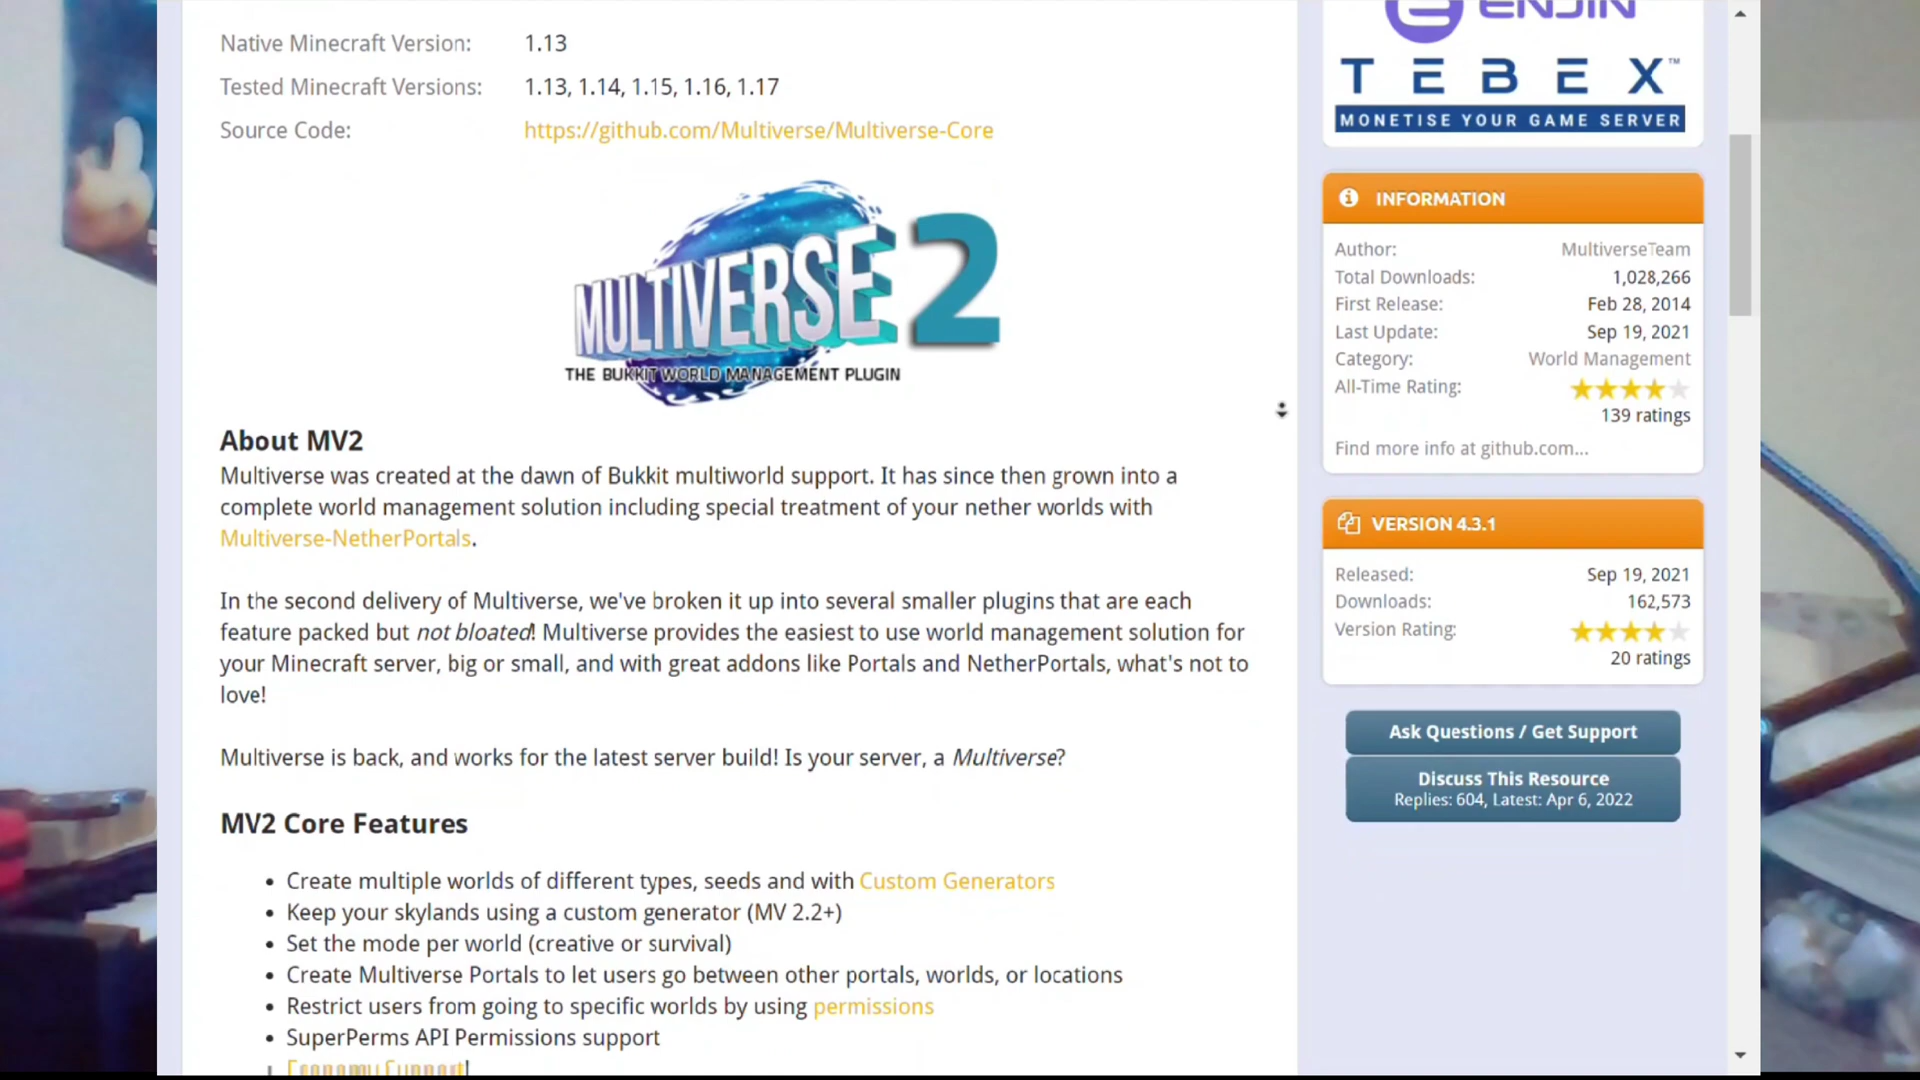 Native Minecraft Version: 1.13
Tested Minecraft Versions: 1.13, 1.14, 1.15, 1.16, 1.17
Source Code: https://github.com/Multiverse/Multiverse-Core
MULTIVERSE 2
THE BUKKIT WORLD MANAGEMENT PLUGIN
About MV2
Multiverse was created at the dawn of Bukkit multiworld support. It has since then grown into a
complete world management solution including special treatment of your nether worlds with
Multiverse-NetherPortals.
In the second delivery of Multiverse, we've broken it up into several smaller plugins that are each
feature packed but not bloated! Multiverse provides the easiest to use world management solution for
your Minecraft server, big or small, and with great addons like Portals and NetherPortals, what's not to
love!
Multiverse is back, and works for the latest server build! Is your server, a Multiverse?
MV2 Core Features
• Create multiple worlds of different types, seeds and with Custom Generators
• Keep your skylands using a custom generator (MV 2.2+)
• Set the mode per world (creative or survival)
• Create Multiverse Portals to let users go between other portals, worlds, or locations
• Restrict users from going to specific worlds by using permissions
• SuperPerms API Permissions support
Economy Support!
ENJIN
TEBEX™
MONETISE YOUR GAME SERVER
INFORMATION
Author: MultiverseTeam
Total Downloads: 1,028,266
First Release: Feb 28, 2014
Last Update: Sep 19, 2021
Category: World Management
All-Time Rating:
139 ratings
Find more info at github.com...
VERSION 4.3.1
Released: Sep 19, 2021
Downloads: 162,573
Version Rating:
20 ratings
Ask Questions / Get Support
Discuss This Resource
Replies: 604, Latest: Apr 6, 2022